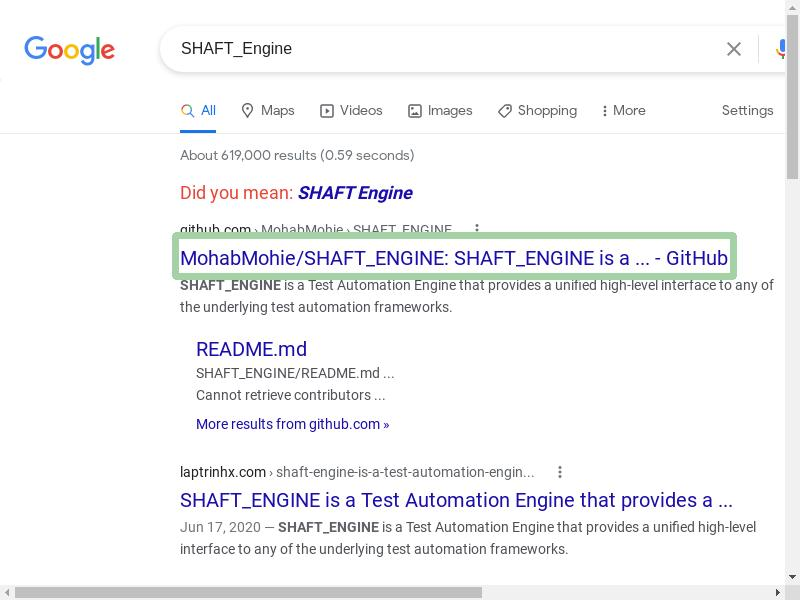 Google
SHAFT_Engine
All Maps Videos Images Shopping More Settings
About 619,000 results (0.59 seconds)
Did you mean: SHAFT Engine
github.com › MohabMohie › SHAFT_ENGINE
MohabMohie/SHAFT_ENGINE: SHAFT_ENGINE is a ... - GitHub
SHAFT_ENGINE is a Test Automation Engine that provides a unified high-level interface to any of
the underlying test automation frameworks.
README.md
SHAFT_ENGINE/README.md ...
Cannot retrieve contributors ...
More results from github.com »
laptrinhx.com › shaft-engine-is-a-test-automation-engin...
SHAFT_ENGINE is a Test Automation Engine that provides a ...
Jun 17, 2020 — SHAFT_ENGINE is a Test Automation Engine that provides a unified high-level
interface to any of the underlying test automation frameworks.